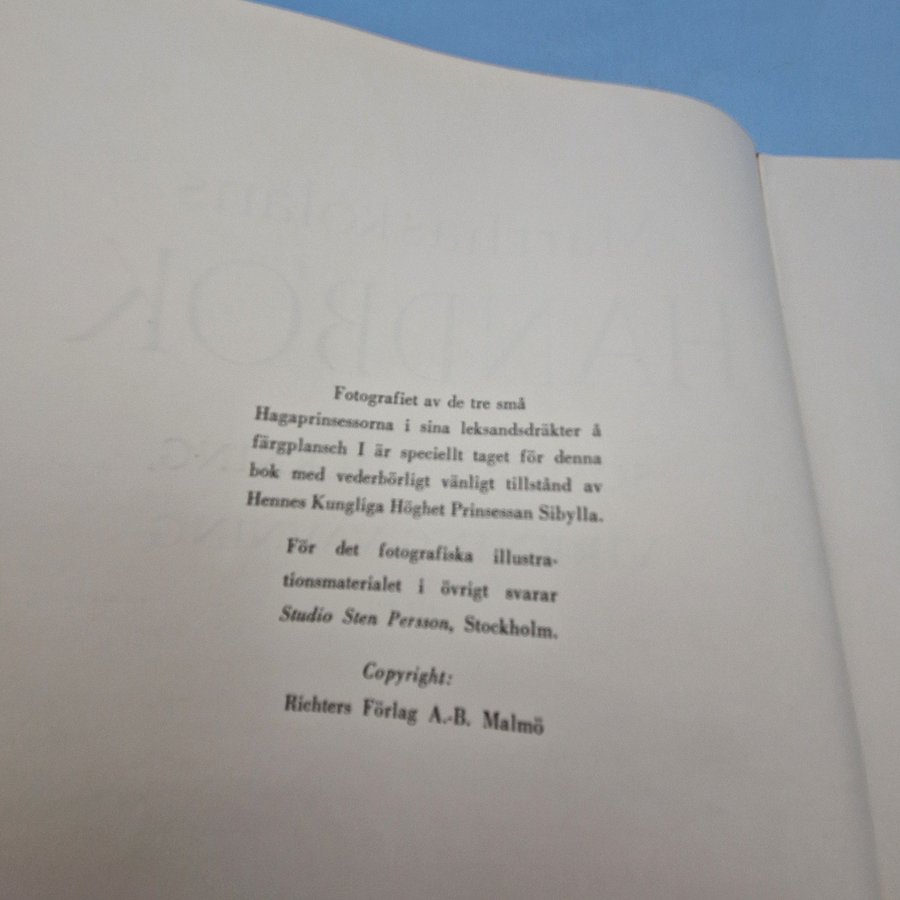 Fotografiet av de tre små
Hagaprinsessorna i sina leksandsdräkter å
färgplansch I är speciellt taget för denna
bok med vederbörligt vänligt tillstånd av
Hennes Kungliga Höghet Prinsessan Sibylla.
För det fotografiska illustra-
tionsmaterialet i övrigt svarar
Studio Sten Persson, Stockholm.
Copyright:
Richters Förlag A.-B. Malmö